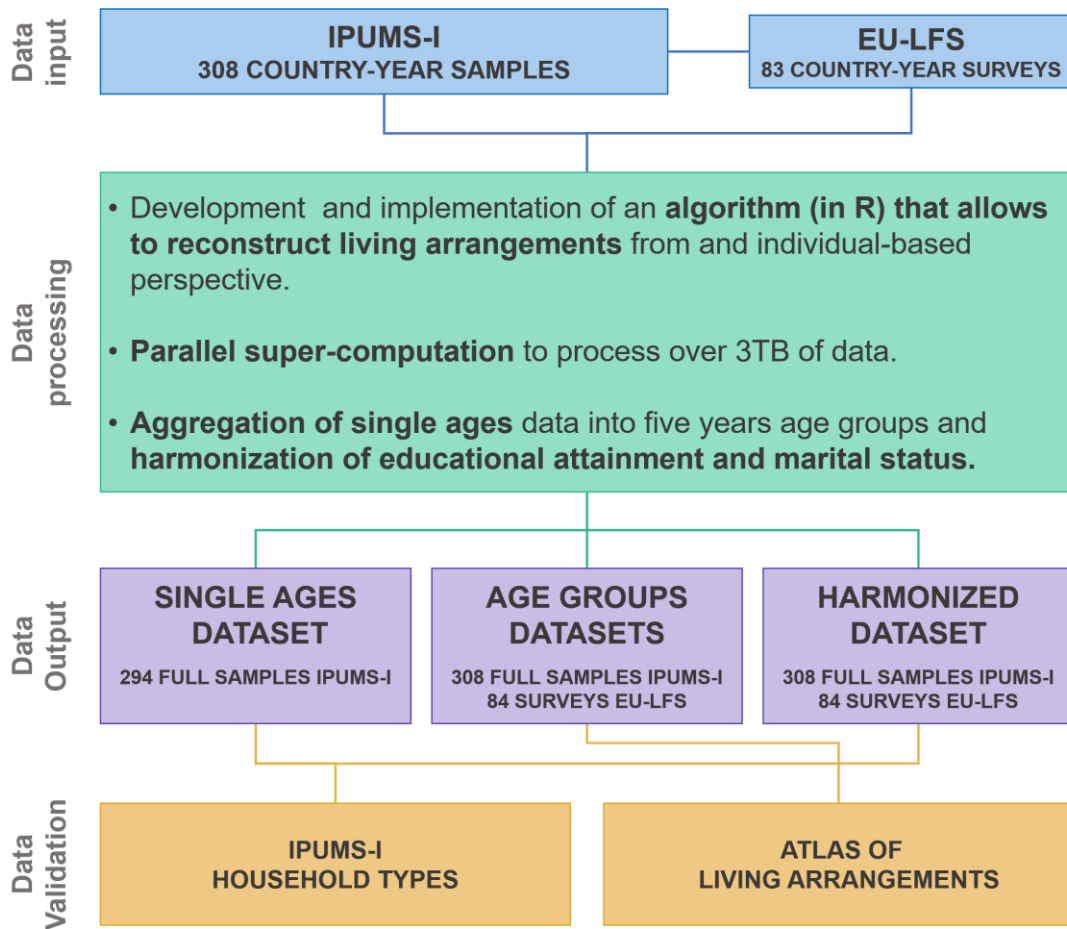 Data
input
IPUMS-I
308 COUNTRY-YEAR SAMPLES
EU-LFS
83 COUNTRY-YEAR SURVEYS
Data
processing
• Development and implementation of an algorithm (in R) that allows
to reconstruct living arrangements from and individual-based
perspective.
• Parallel super-computation to process over 3TB of data.
• Aggregation of single ages data into five years age groups and
harmonization of educational attainment and marital status.
Data
Output
SINGLE AGES
DATASET
294 FULL SAMPLES IPUMS-I
AGE GROUPS
DATASETS
308 FULL SAMPLES IPUMS-I
84 SURVEYS EU-LFS
HARMONIZED
DATASET
308 FULL SAMPLES IPUMS-I
84 SURVEYS EU-LFS
Data
Validation
IPUMS-I
HOUSEHOLD TYPES
ATLAS OF
LIVING ARRANGEMENTS